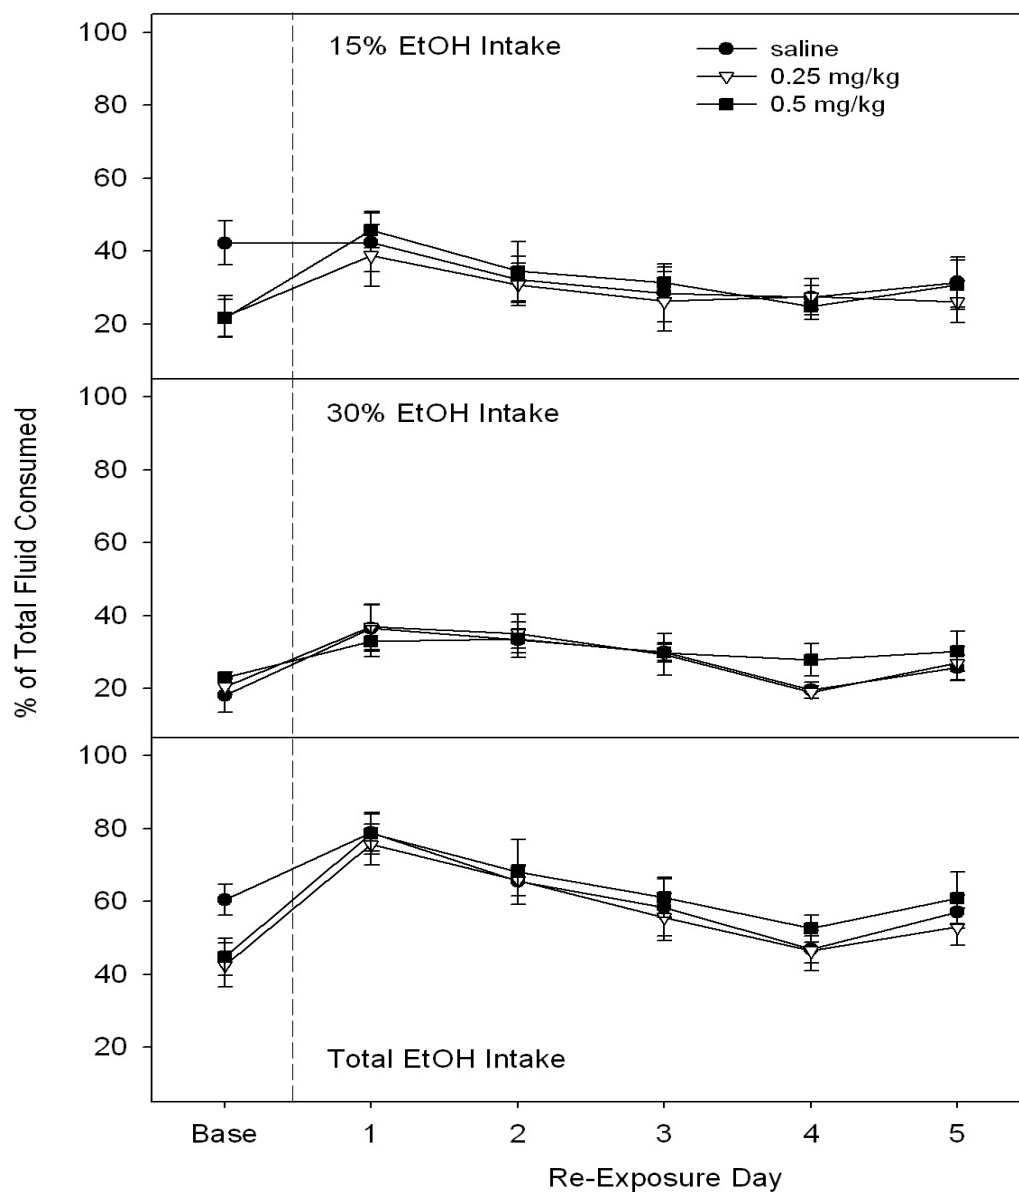 15% EtOH Intake
saline
0.25 mg/kg
0.5 mg/kg
100
80
60
40
20
30% EtOH Intake
100
80
60
40
20
% of Total Fluid Consumed
100
80
60
40
20
Total EtOH Intake
Base 1 2 3 4 5
Re-Exposure Day